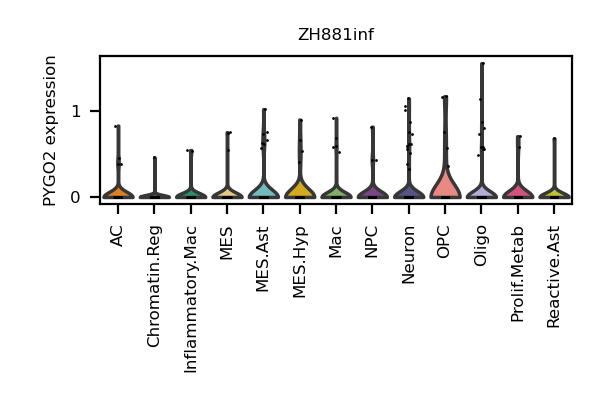 ZH881inf
PYGO2 expression
1
0
AC
Chromatin.Reg
Inflammatory.Mac
MES
MES.Ast
MES.Hyp
Mac
NPC
Neuron
OPC
Oligo
Prolif.Metab
Reactive.Ast